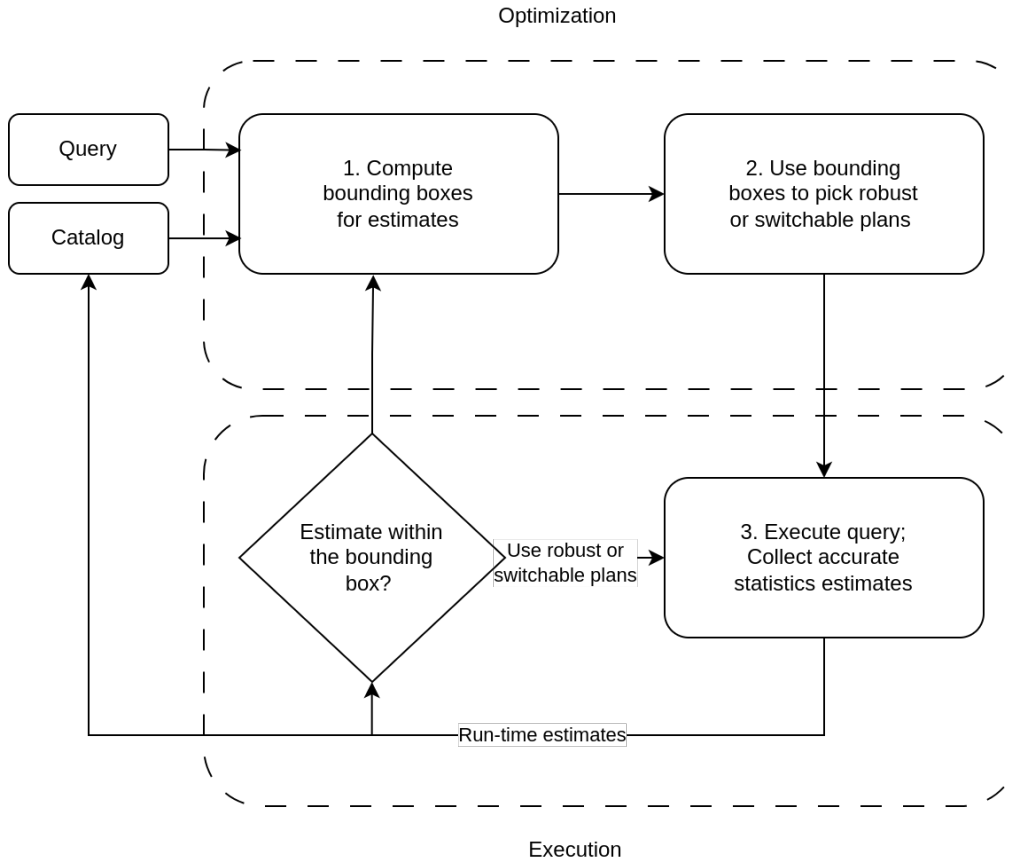 Optimization
Query
Catalog
1. Compute
bounding boxes
for estimates
2. Use bounding
boxes to pick robust
or switchable plans
Estimate within
the bounding
box?
Use robust or
switchable plans
3. Execute query;
Collect accurate
statistics estimates
Run-time estimates
Execution